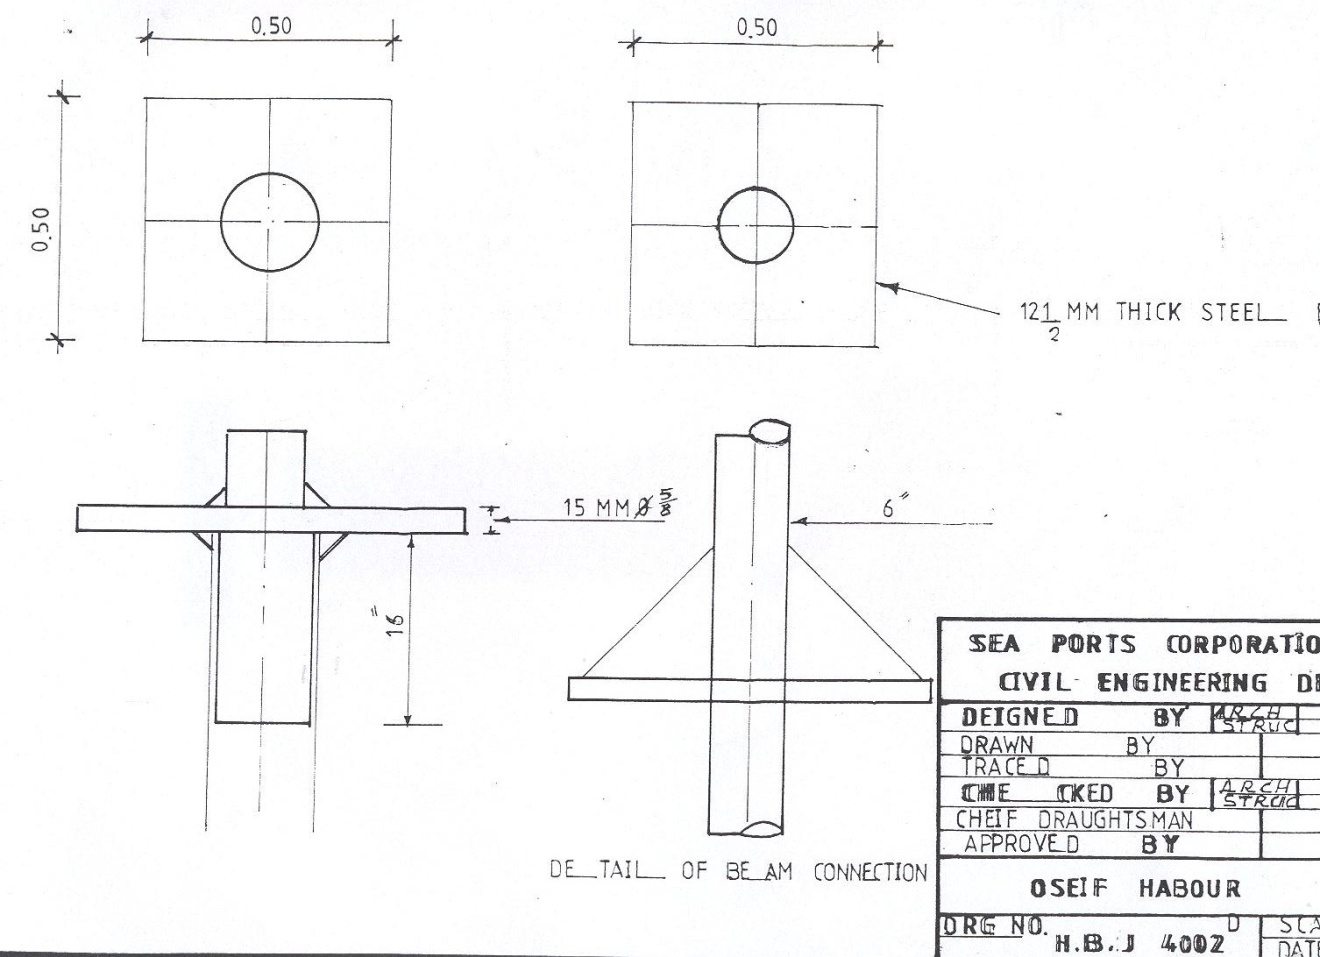 0.50
0.50
0.50
12 1/2 MM THICK STEEL
15 MM Ø 5/8
6"
16"
DETAIL OF BEAM CONNECTION
SEA PORTS CORPORATIO
CIVIL ENGINEERING DE
DEIGNED BY ARCH
STRUC
DRAWN BY
TRACED BY
CHECKED BY ARCH
STRUC
CHEIF DRAUGHTSMAN
APPROVED BY
OSEIF HABOUR
DRG NO. D SCA
H.B.J 4002 DATE